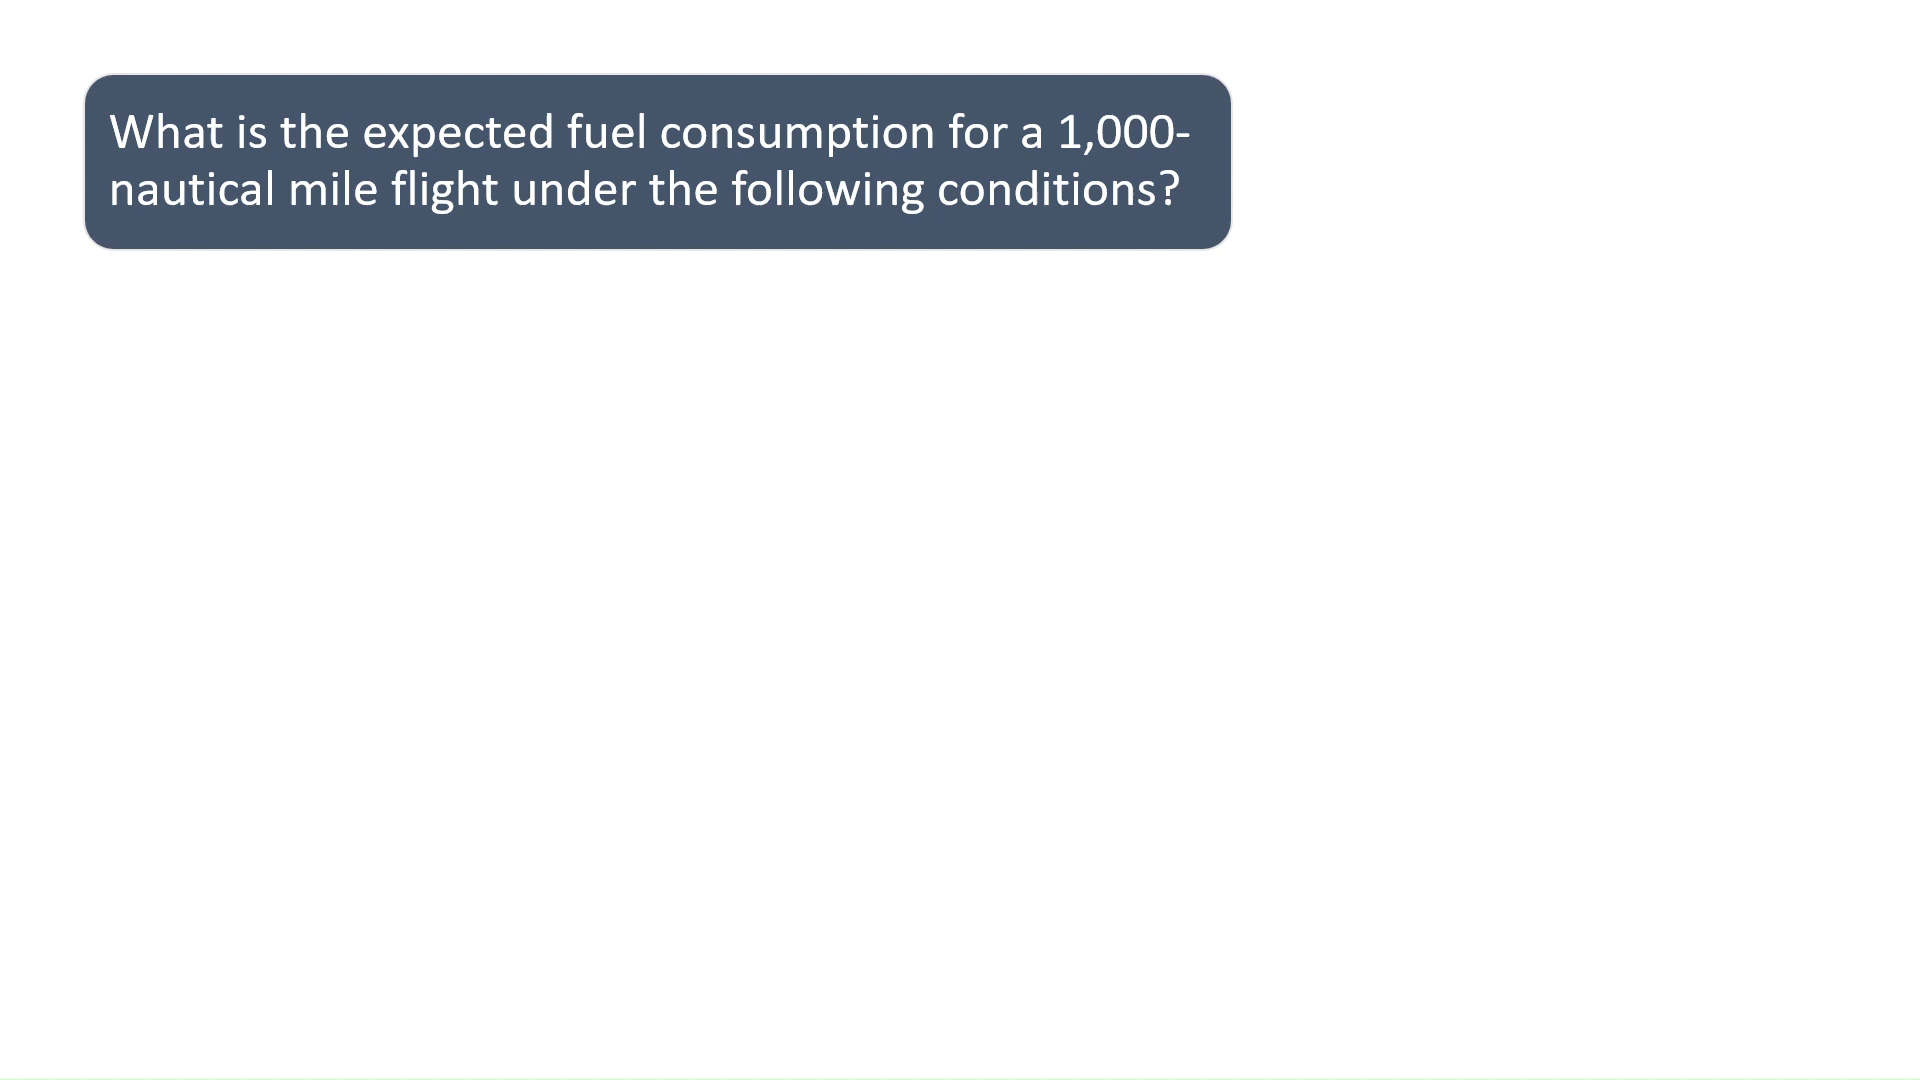 What is the expected fuel consumption for a 1,000-
nautical mile flight under the following conditions?